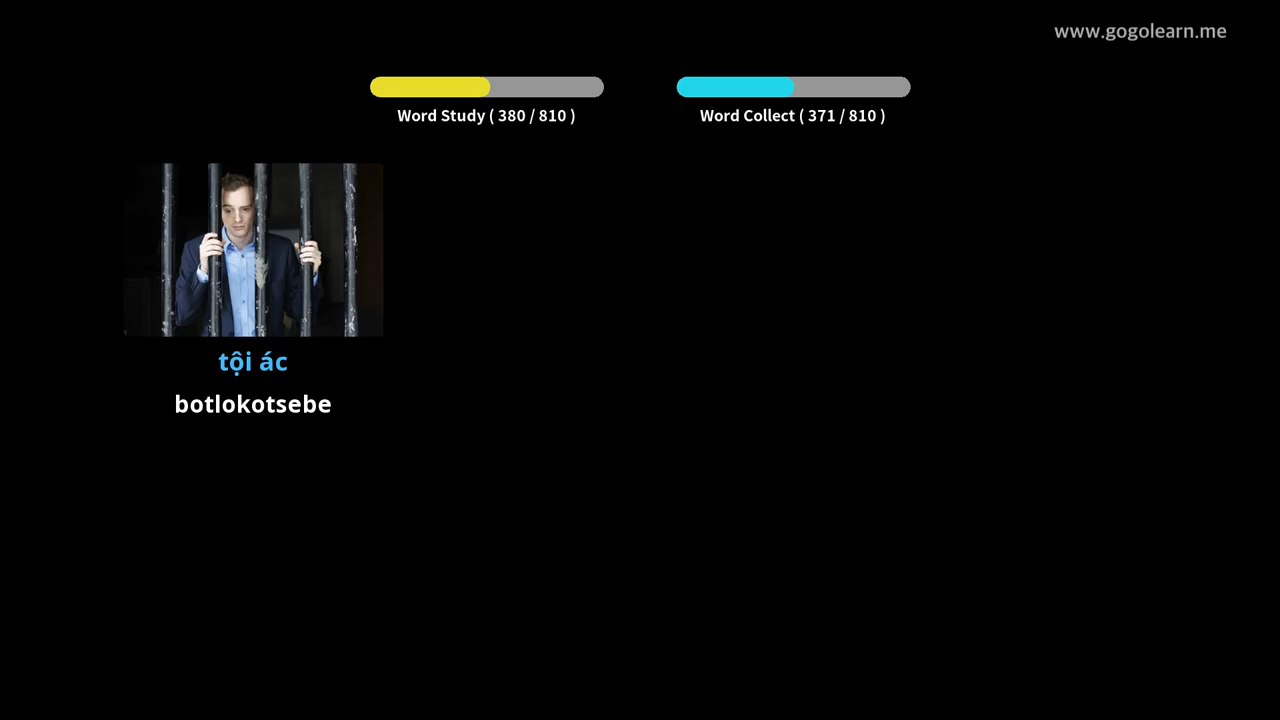 www.gogolearn.me
Word Study ( 380 / 810 )
Word Collect ( 371 / 810 )
tội ác
botlokotsebe